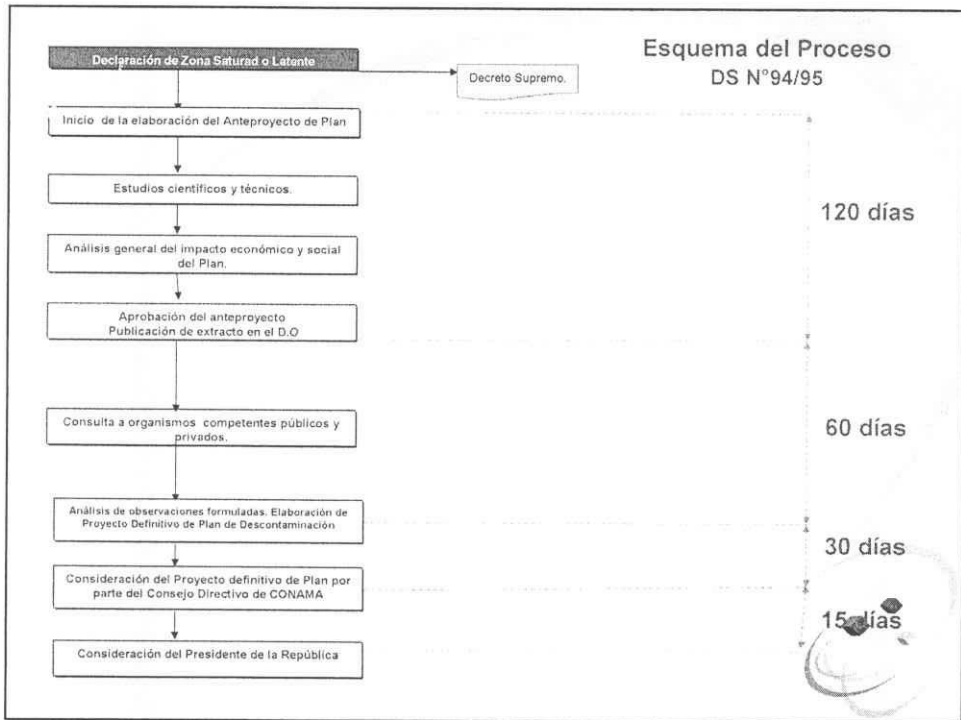 Esquema del Proceso
DS N°94/95
Declaración de Zona Saturad o Latente
Decreto Supremo.
Inicio de la elaboración del Anteproyecto de Plan
Estudios científicos y técnicos.
Análisis general del impacto económico y social
del Plan.
Aprobación del anteproyecto
Publicación de extracto en el D.O
120 días
Consulta a organismos competentes públicos y
privados.
60 días
Análisis de observaciones formuladas. Elaboración de
Proyecto Definitivo de Plan de Descontaminación
30 días
Consideración del Proyecto definitivo de Plan por
parte del Consejo Directivo de CONAMA
15 días
Consideración del Presidente de la República